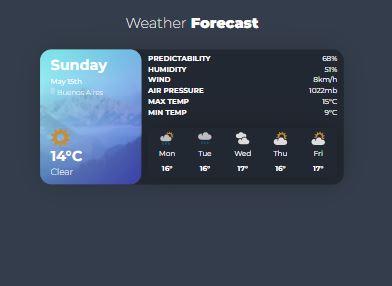 Weather Forecast
Sunday
May 15th
Buenos Aires
14°C
Clear
PREDICTABILITY 68%
HUMIDITY 51%
WIND 8km/h
AIR PRESSURE 1022mb
MAX TEMP 15°C
MIN TEMP 9°C
Mon Tue Wed Thu Fri
16° 16° 17° 16° 17°